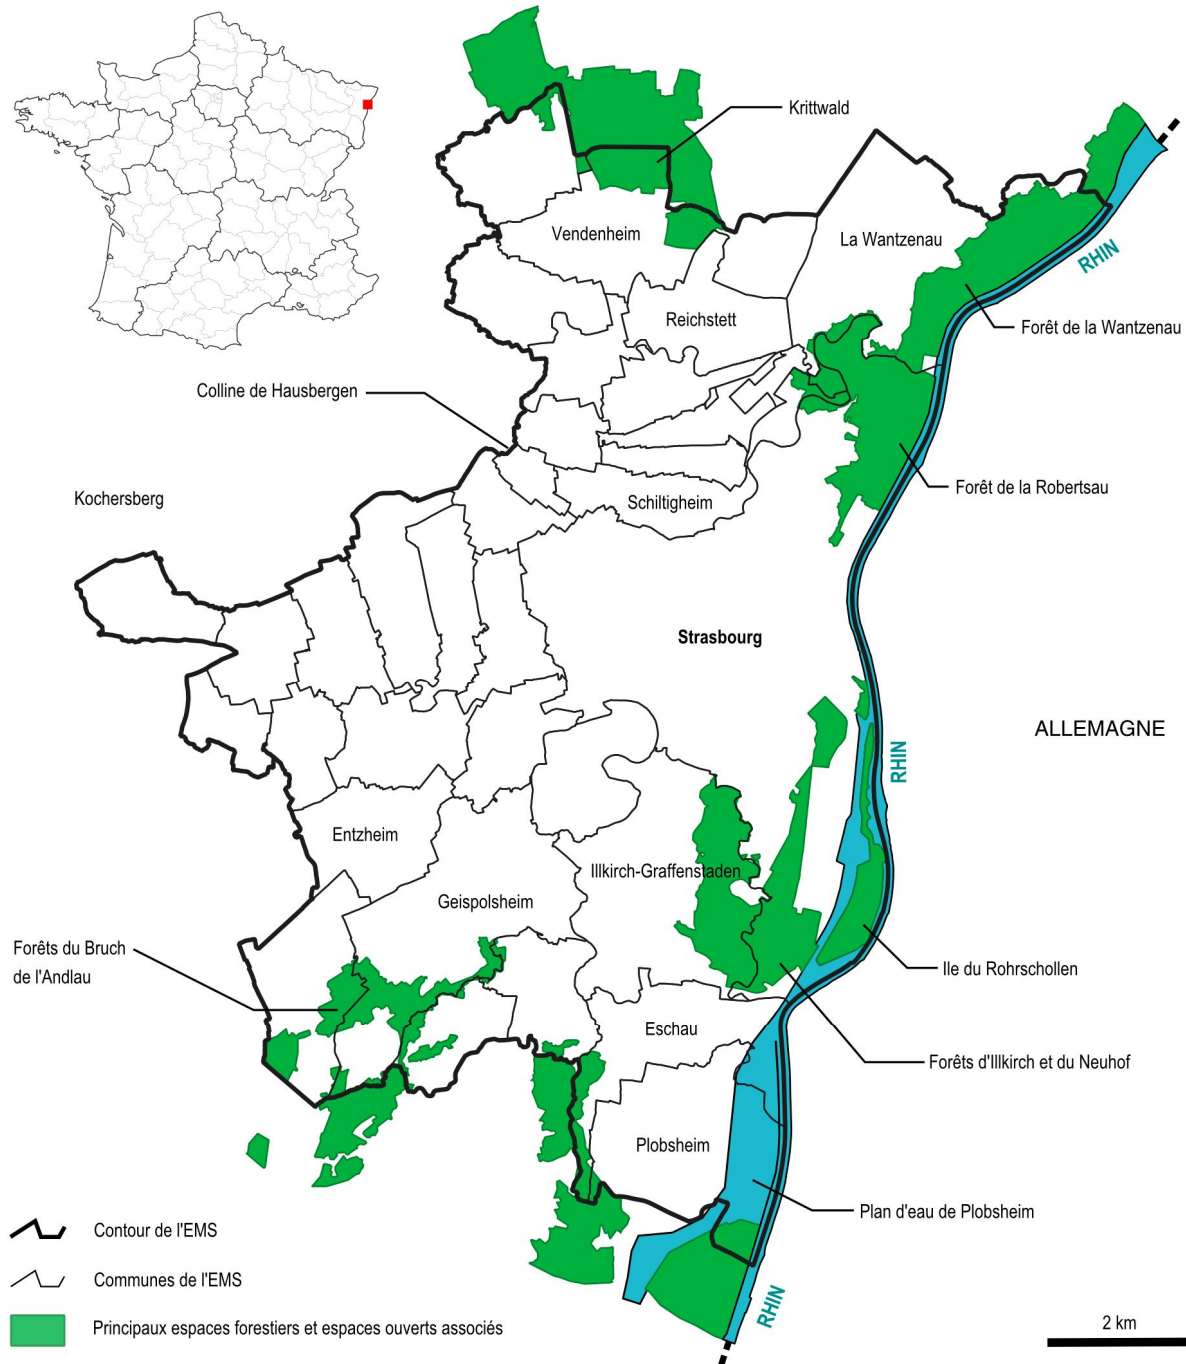 Krittwald
La Wantzenau
Vendenheim
RHIN
Reichstett
Forêt de la Wantzenau
Colline de Hausbergen
Forêt de la Robertsau
Kochersberg
Schiltigheim
Strasbourg
ALLEMAGNE
RHIN
Entzheim
Illkirch-Graffenstaden
Geispolsheim
Forêts du Bruch
de l'Andlau
Ile du Rohrschollen
Eschau
Forêts d'Illkirch et du Neuhof
Plobsheim
Plan d'eau de Plobsheim
Contour de l'EMS
Communes de l'EMS
RHIN
Principaux espaces forestiers et espaces ouverts associés
2 km